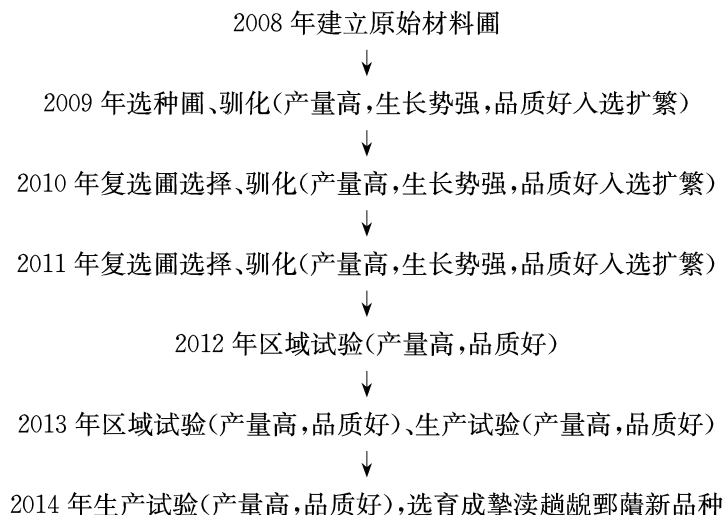 2008 年建立原始材料圃
↓
2009 年选种圃、驯化(产量高,生长势强,品质好入选扩繁)
↓
2010 年复选圃选择、驯化(产量高,生长势强,品质好入选扩繁)
↓
2011 年复选圃选择、驯化(产量高,生长势强,品质好入选扩繁)
↓
2012 年区域试验(产量高,品质好)
↓
2013 年区域试验(产量高,品质好)、生产试验(产量高,品质好)
↓
2014 年生产试验(产量高,品质好),选育成摰渎趟龊鄄蘈新品种